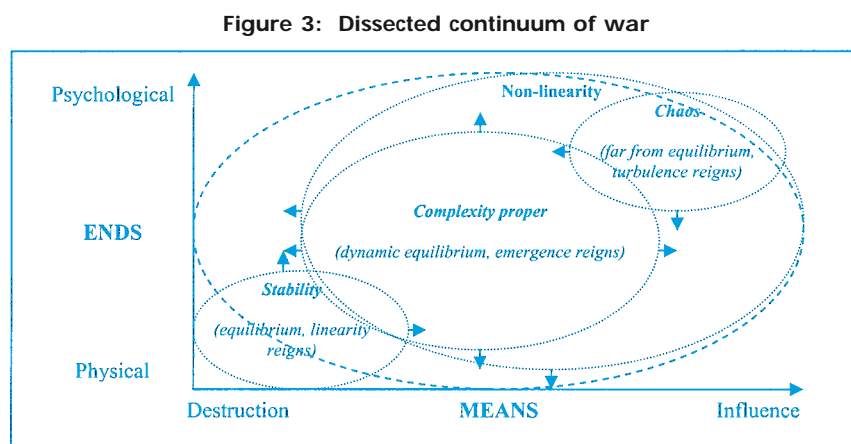 Figure 3: Dissected continuum of war
Psychological
Non-linearity
Chaos
(far from equilibrium,
turbulence reigns)
Complexity proper
ENDS
(dynamic equilibrium, emergence reigns)
Stability
(equilibrium, linearity
reigns)
Physical
Destruction
MEANS
Influence